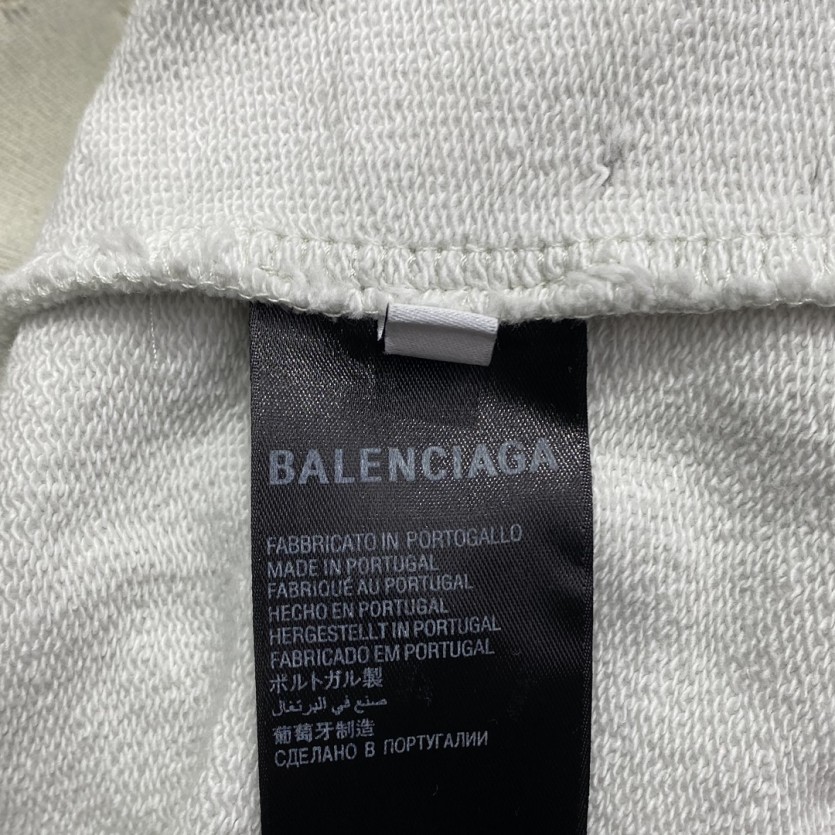 BALENCIAGA
FABBRICATO IN PORTOGALLO
MADE IN PORTUGAL
FABRIQUÉ AU PORTUGAL
HECHO EN PORTUGAL
HERGESTELLT IN PORTUGAL
FABRICADO EM PORTUGAL
ポルトガル製
صنع في البرتغال
葡萄牙制造
СДЕЛАНО В ПОРТУГАЛИИ